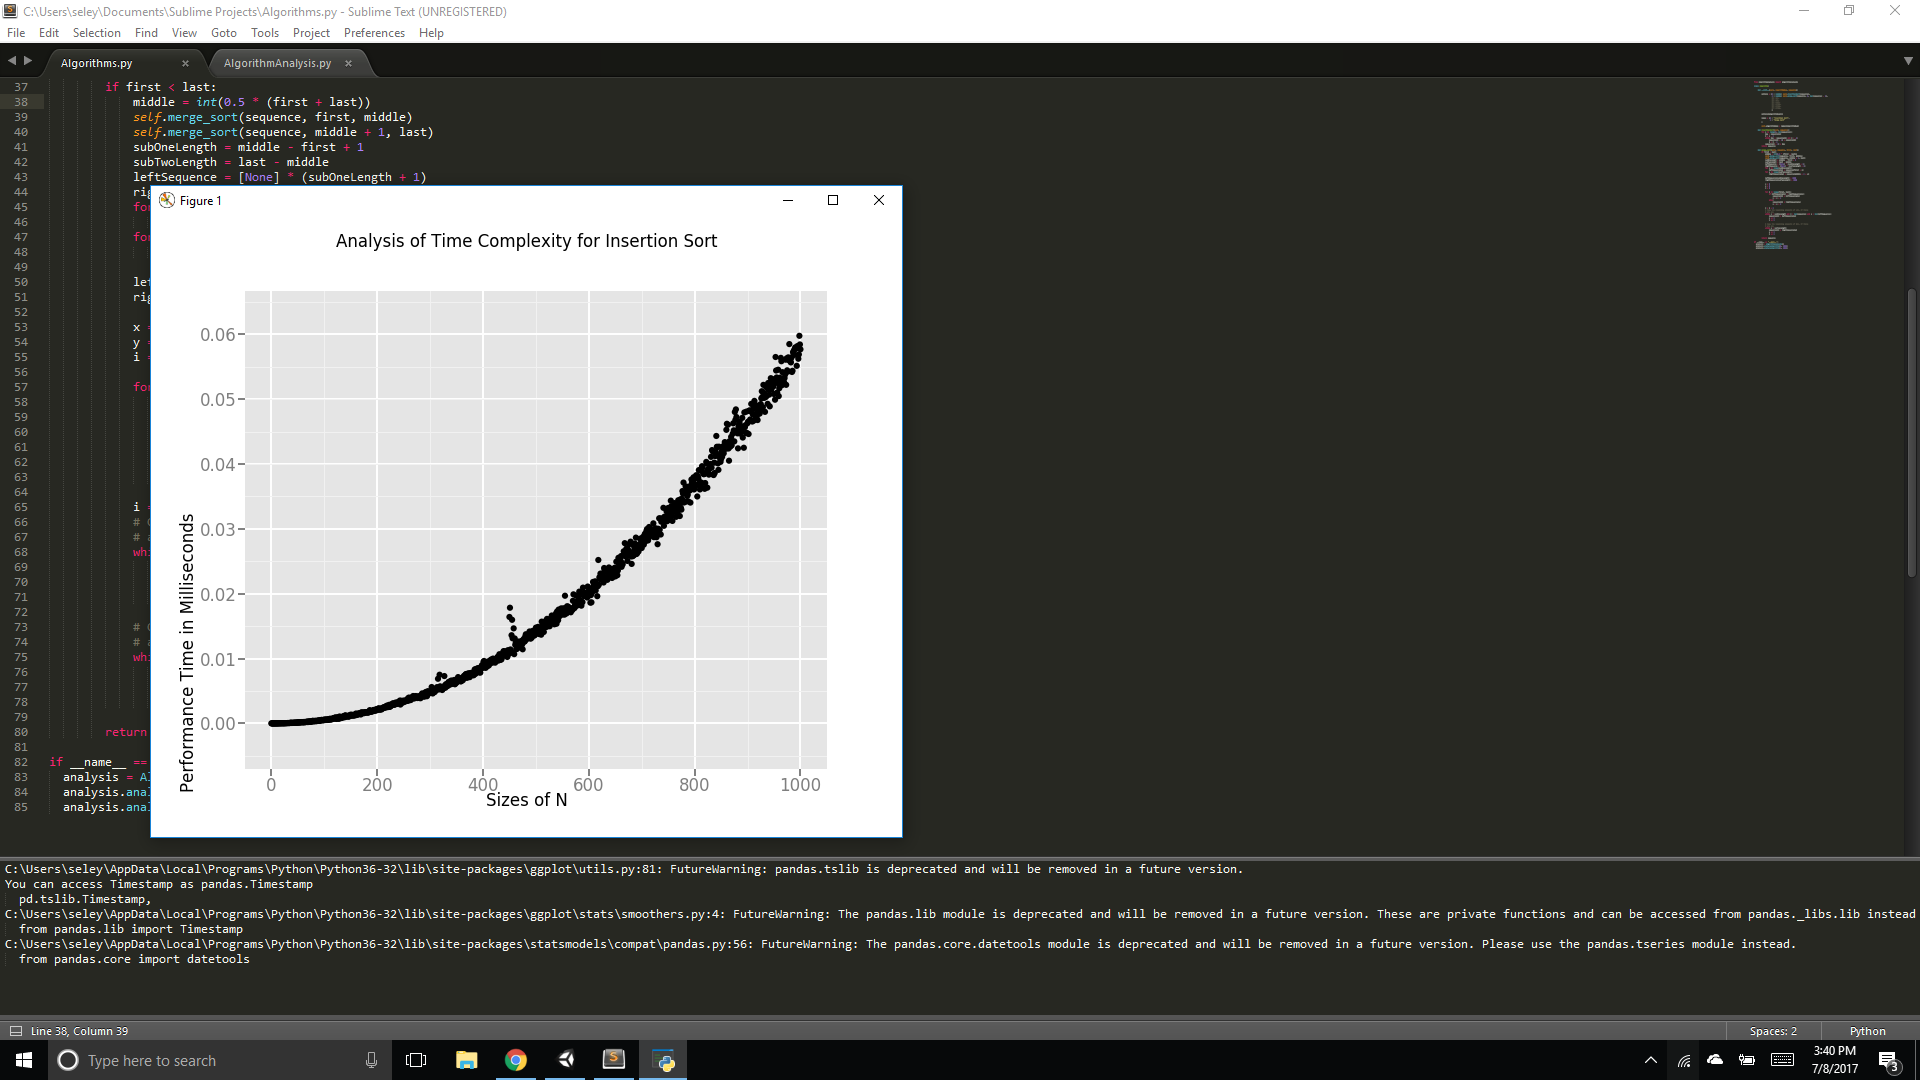 C:\Users\seley\Documents\Sublime Projects\Algorithms.py - Sublime Text (UNREGISTERED)
File Edit Selection Find View Goto Tools Project Preferences Help
Algorithms.py × AlgorithmAnalysis.py ×
37 if first < last:
38 middle = int(0.5 * (first + last))
39 self.merge_sort(sequence, first, middle)
40 self.merge_sort(sequence, middle + 1, last)
41 subOneLength = middle - first + 1
42 subTwoLength = last - middle
43 leftSequence = [None] * (subOneLength + 1)
44 rig
45 for
46
47 for
48
49
50 lef
51 rig
52
53 x =
54 y =
55 i =
56
57 for
58
59
60
61
62
63
64
65 i =
66 #
67 # a
68 whi
69
70
71
72
73 #
74 # a
75 whi
76
77
78
79
80 return
81
82 if __name__ ==
83 analysis = Al
84 analysis.anal
85 analysis.anal
Figure 1
Analysis of Time Complexity for Insertion Sort
0.06
0.05
0.04
0.03
0.02
0.01
0.00
Performance Time in Milliseconds
0 200 400 600 800 1000
Sizes of N
C:\Users\seley\AppData\Local\Programs\Python\Python36-32\lib\site-packages\ggplot\utils.py:81: FutureWarning: pandas.tslib is deprecated and will be removed in a future version.
You can access Timestamp as pandas.Timestamp
pd.tslib.Timestamp,
C:\Users\seley\AppData\Local\Programs\Python\Python36-32\lib\site-packages\ggplot\stats\smoothers.py:4: FutureWarning: The pandas.lib module is deprecated and will be removed in a future version. These are private functions and can be accessed from pandas._libs.lib instead
from pandas.lib import Timestamp
C:\Users\seley\AppData\Local\Programs\Python\Python36-32\lib\site-packages\statsmodels\compat\pandas.py:56: FutureWarning: The pandas.core.datetools module is deprecated and will be removed in a future version. Please use the pandas.tseries module instead.
from pandas.core import datetools
Line 38, Column 39
Spaces: 2
Python
Type here to search
3:40 PM
7/8/2017
3